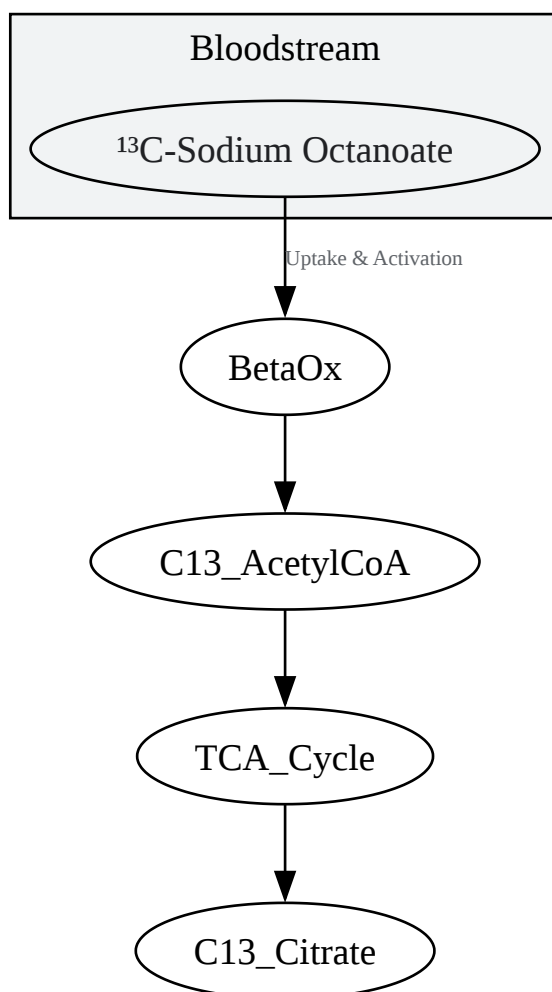 Bloodstream
¹³C-Sodium Octanoate
Uptake & Activation
BetaOx
C13_AcetylCoA
TCA_Cycle
C13_Citrate